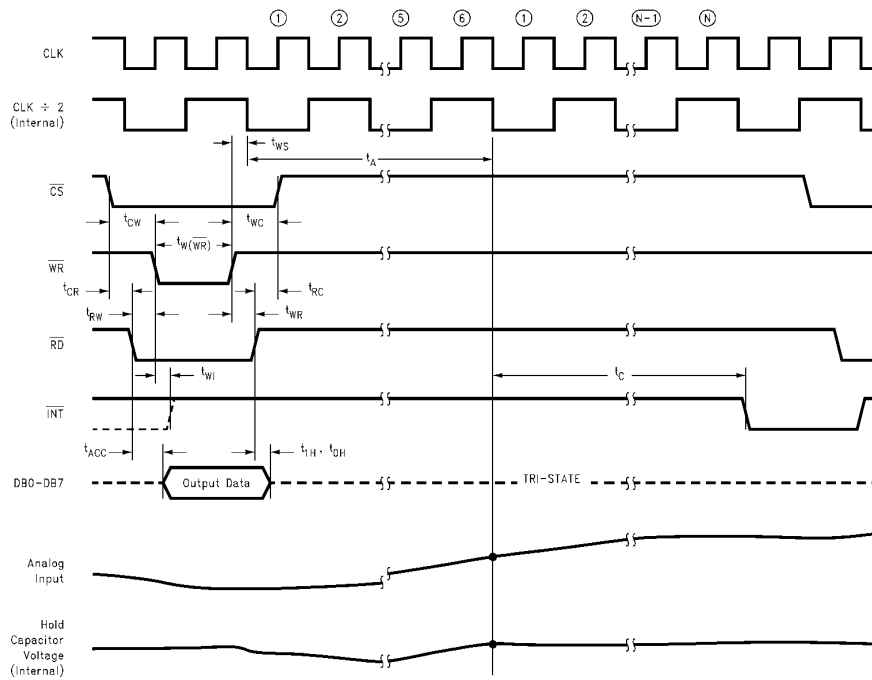 1 2 5 6 1 2 N-1 N
CLK
CLK ÷ 2
(Internal)
tWS
tA
CS
tCW tWC
tW(WR)
WR
tCR tRC
tRW tWR
RD
tWI tC
INT
tACC t1H, t0H
DB0-DB7 Output Data TRI-STATE
Analog
Input
Hold
Capacitor
Voltage
(Internal)